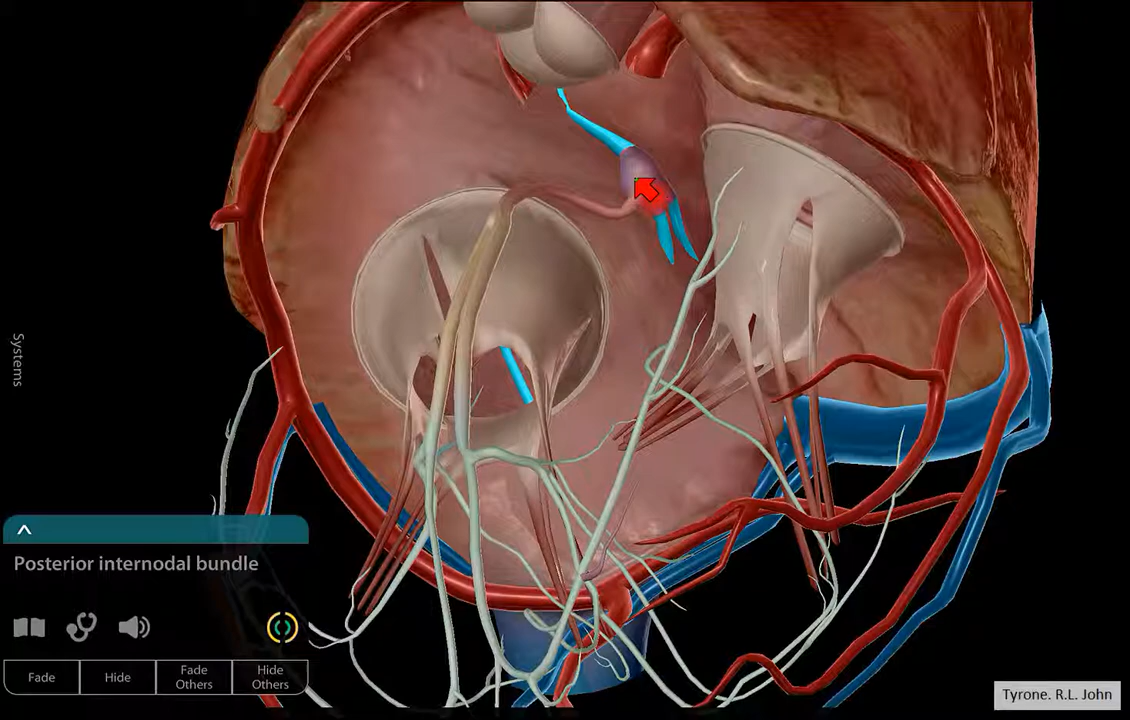 Systems
Posterior internodal bundle
Fade
Hide
Fade
Others
Hide
Others
Tyrone. R.L. John